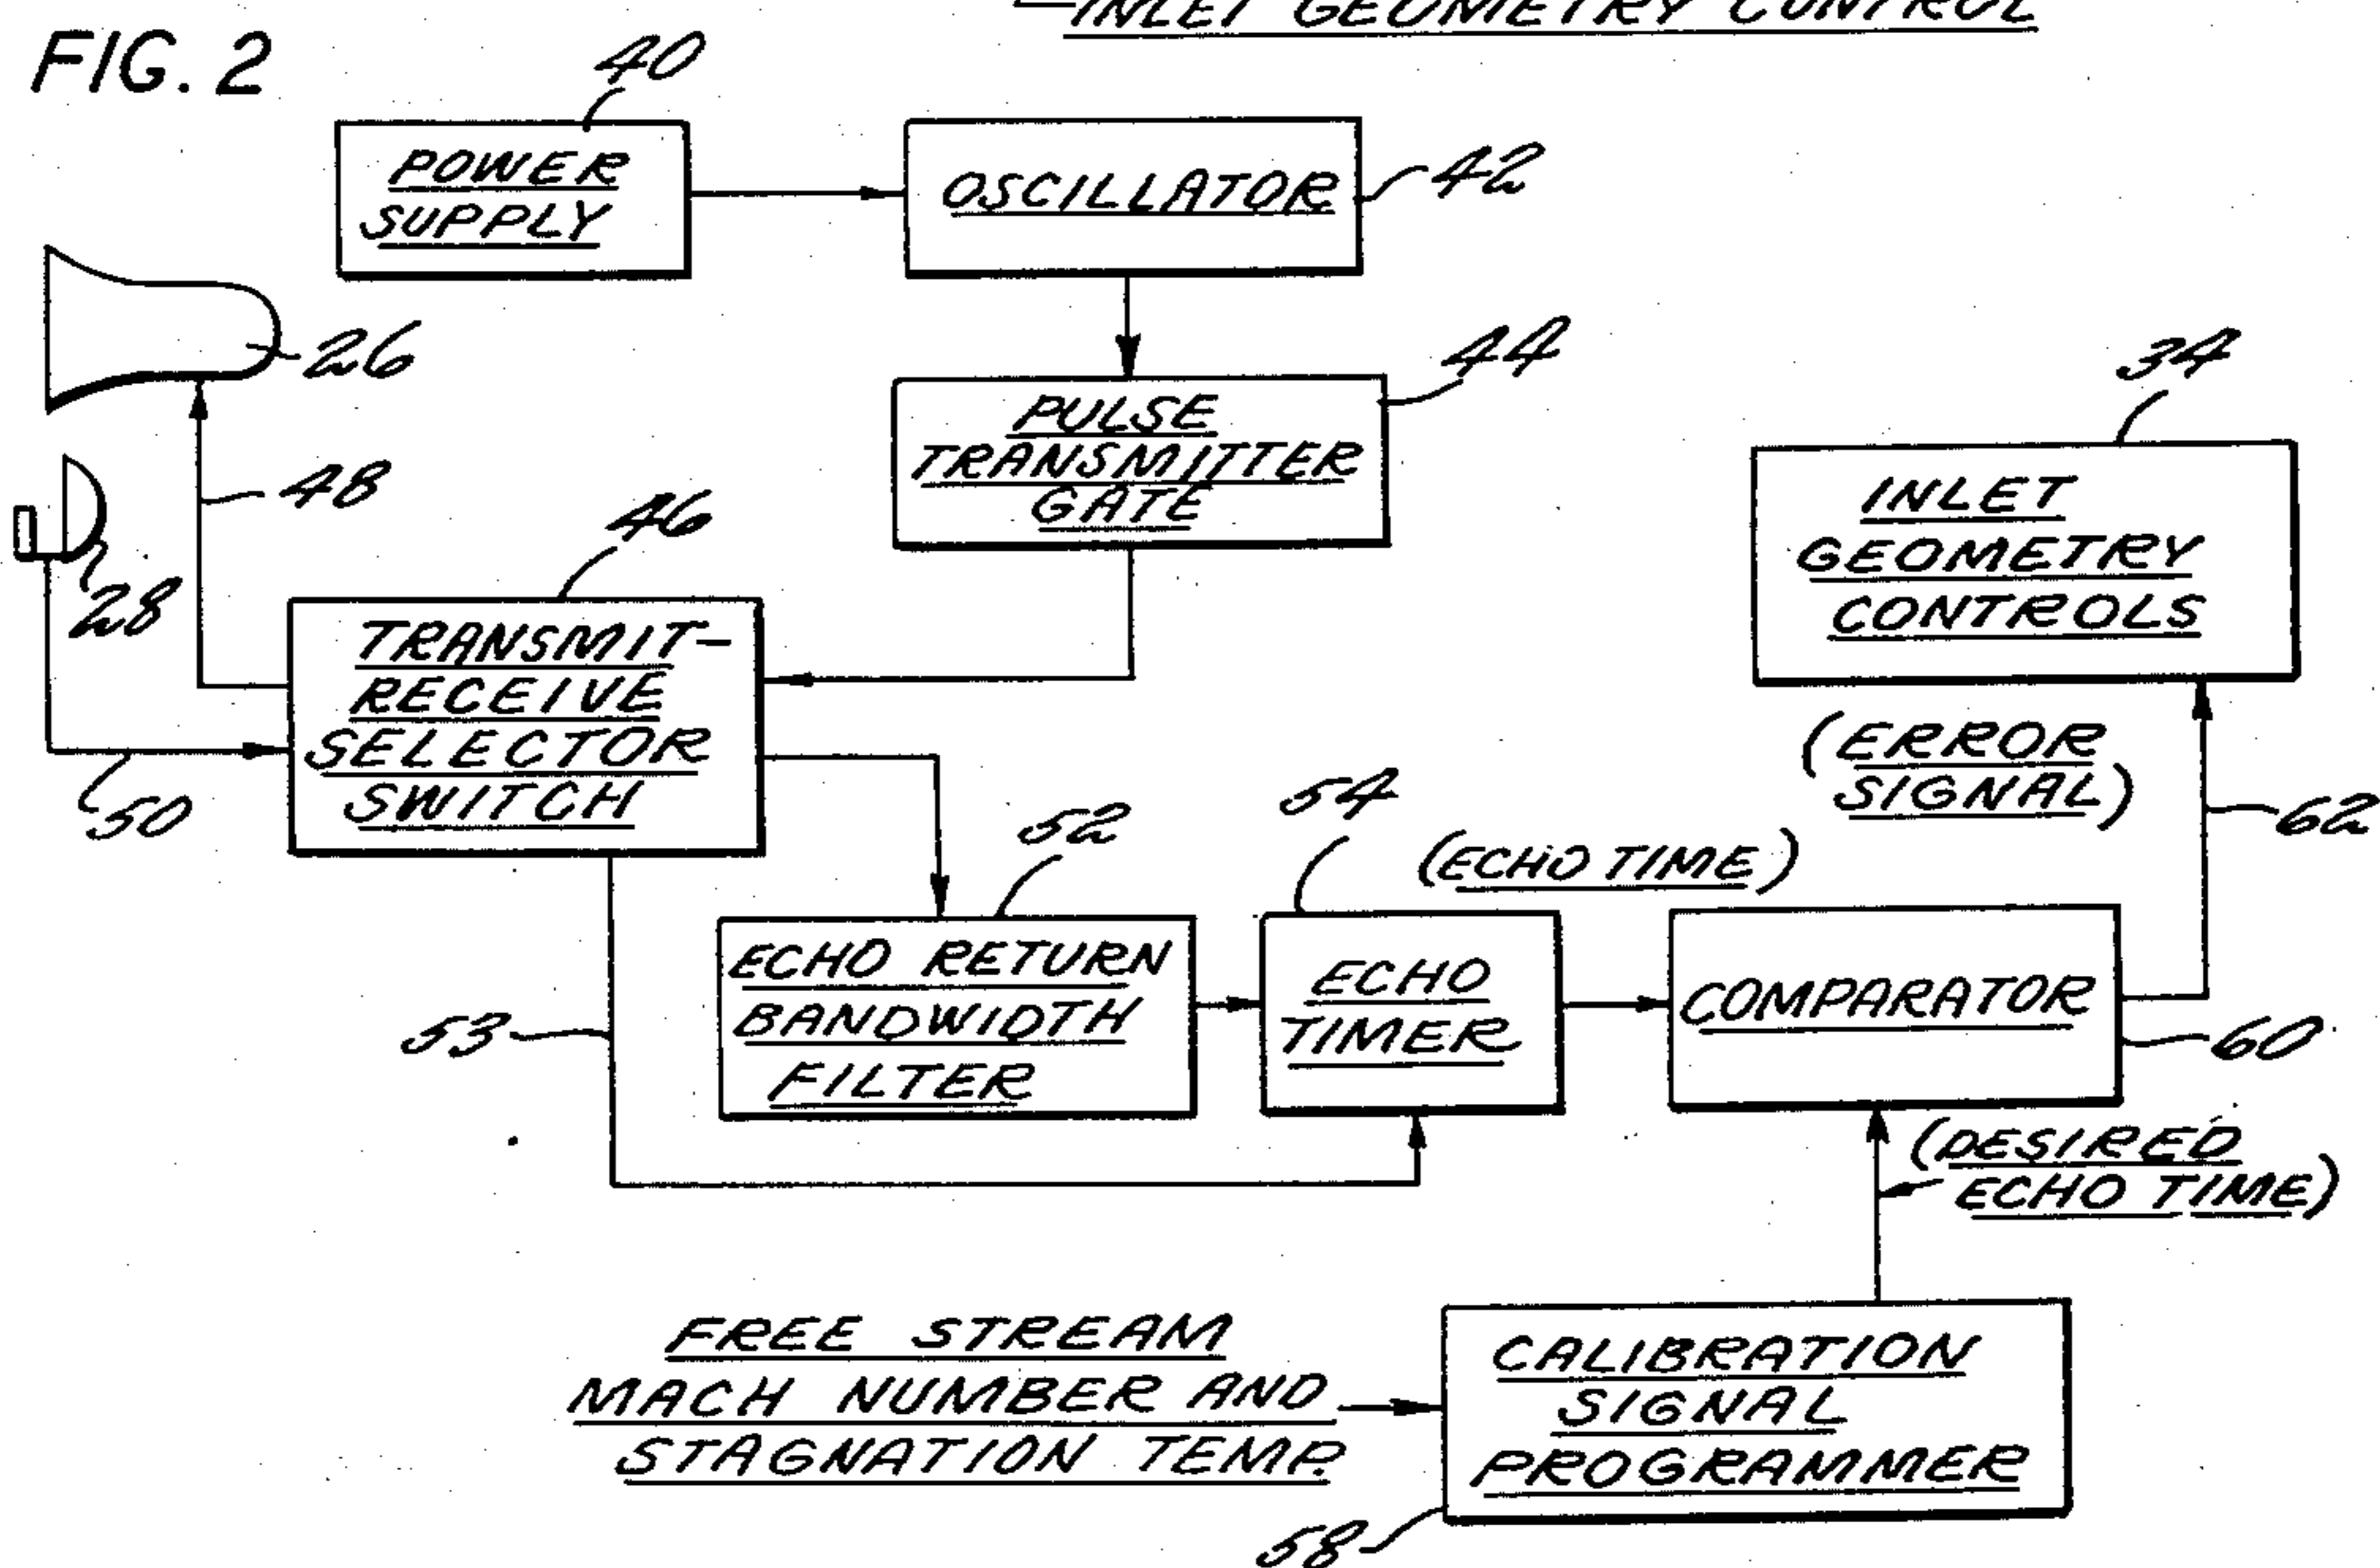 INLET GEOMETRY CONTROL
FIG. 2
40
POWER
SUPPLY
OSCILLATOR
42
26
44
PULSE
TRANSMITTER
GATE
34
INLET
GEOMETRY
CONTROLS
48
28
46
TRANSMIT-
RECEIVE
SELECTOR
SWITCH
50
(ERROR
SIGNAL)
62
52
54
(ECHO TIME)
ECHO RETURN
BANDWIDTH
FILTER
53
ECHO
TIMER
COMPARATOR
60
(DESIRED
ECHO TIME)
FREE STREAM
MACH NUMBER AND
STAGNATION TEMP.
CALIBRATION
SIGNAL
PROGRAMMER
58